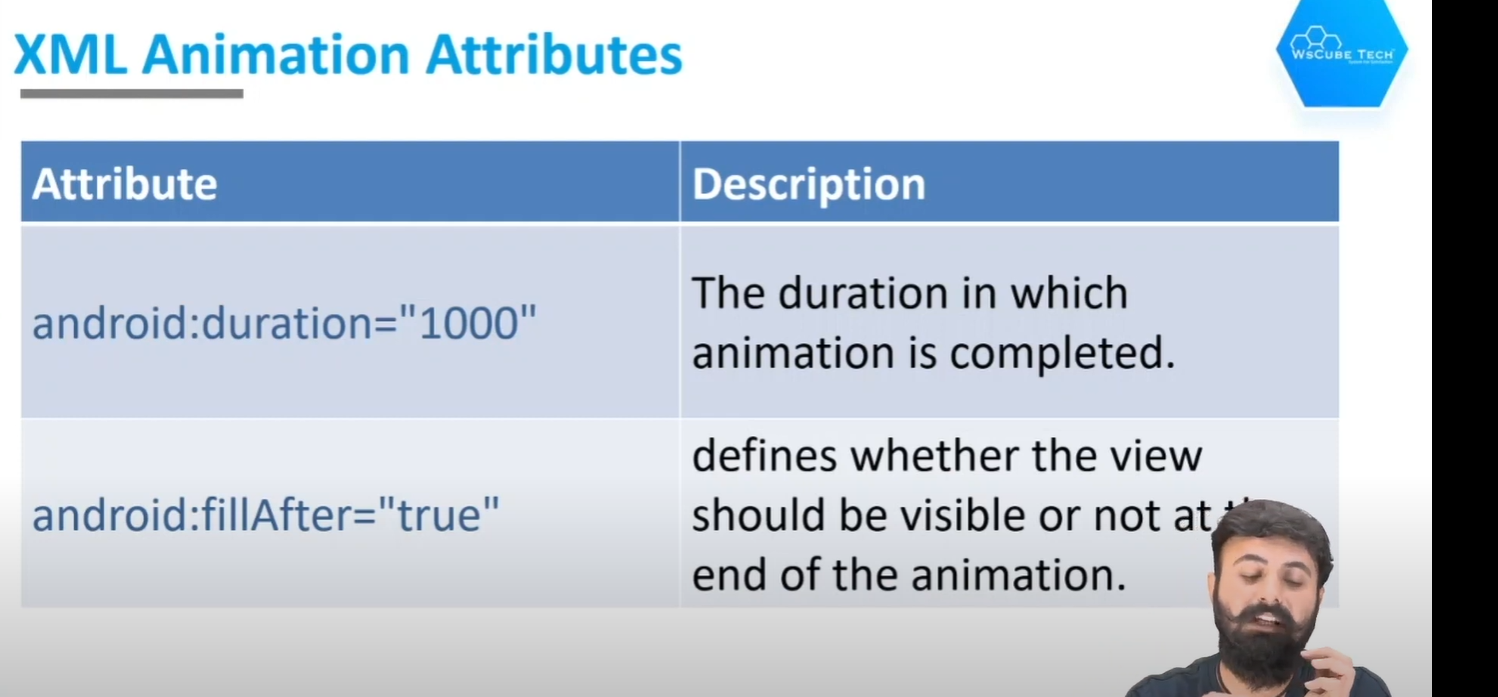 XML Animation Attributes
WsCUBE TECH
Attribute
Description
android:duration="1000"
The duration in which
animation is completed.
android:fillAfter="true"
defines whether the view
should be visible or not at
end of the animation.